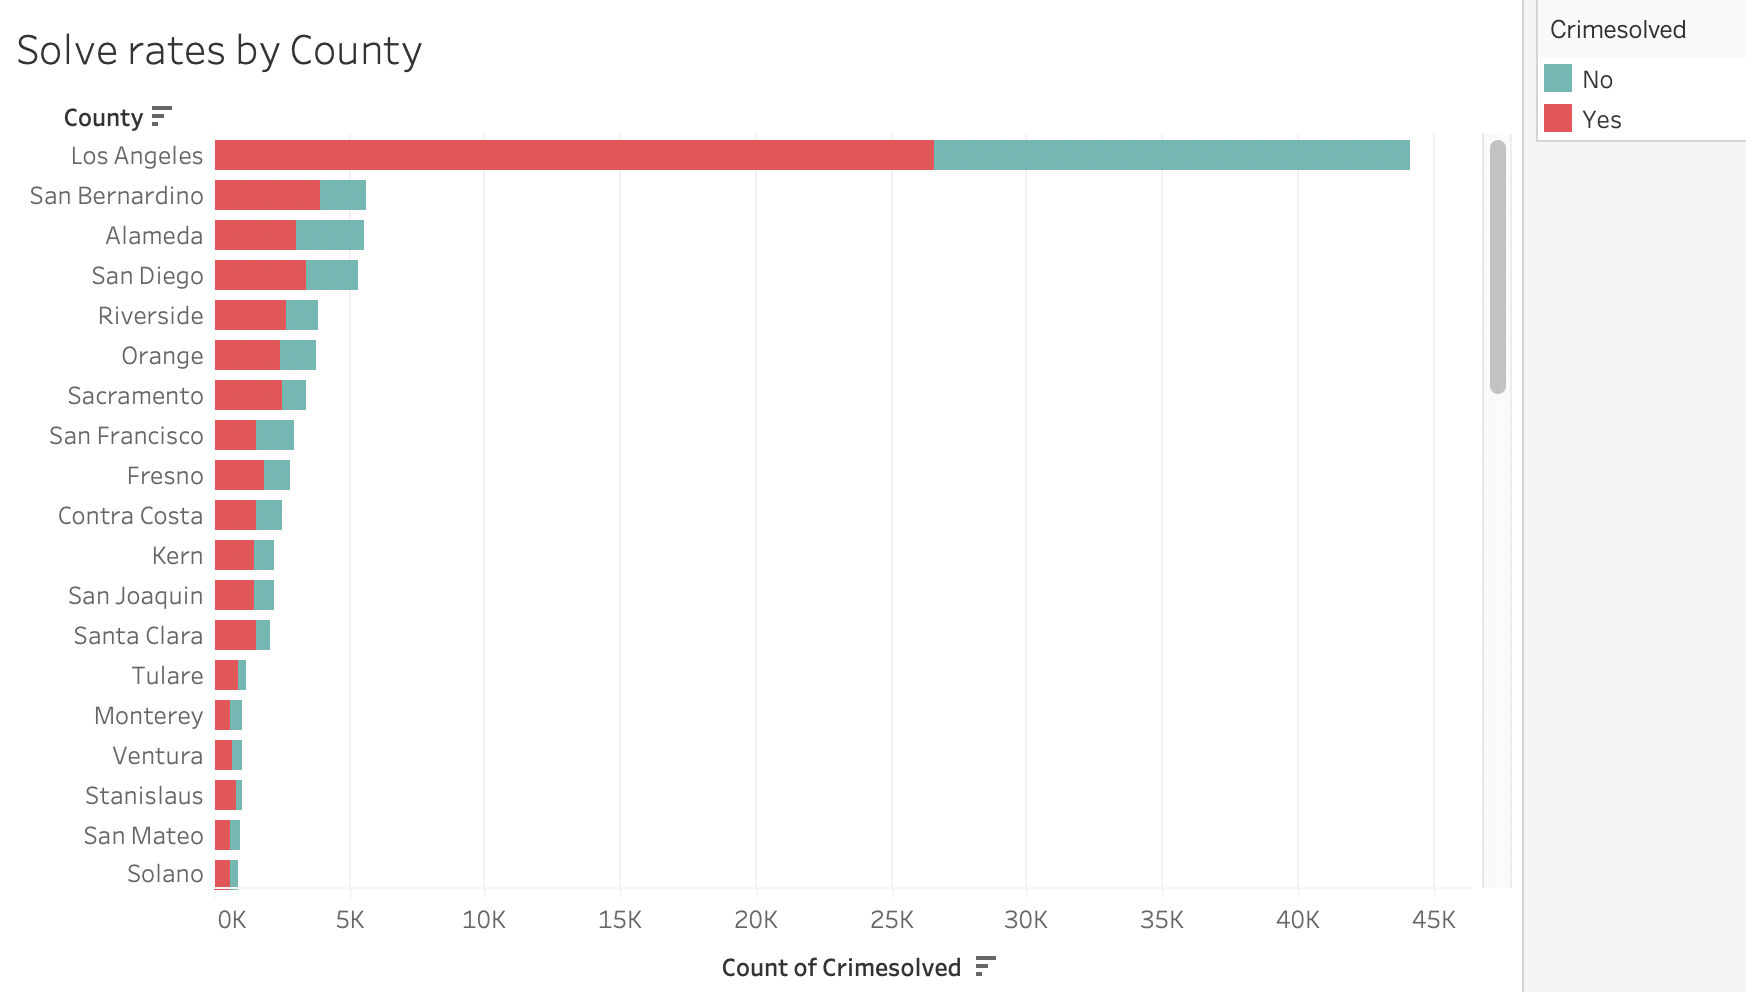 Solve rates by County
County
Los Angeles
San Bernardino
Alameda
San Diego
Riverside
Orange
Sacramento
San Francisco
Fresno
Contra Costa
Kern
San Joaquin
Santa Clara
Tulare
Monterey
Ventura
Stanislaus
San Mateo
Solano
0K 5K 10K 15K 20K 25K 30K 35K 40K 45K
Count of Crimesolved
Crimesolved
No
Yes